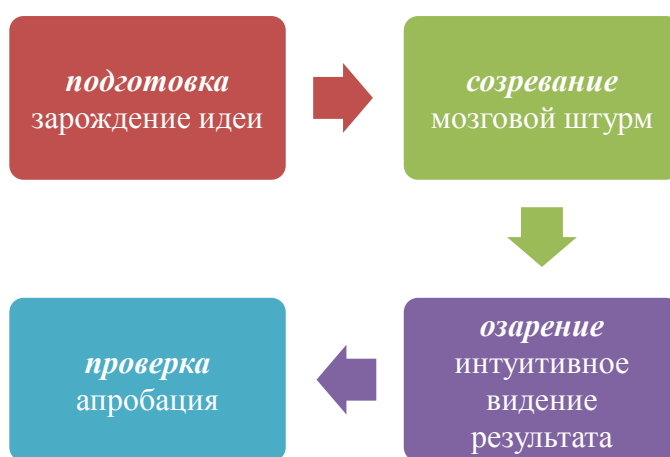 подготовка
зарождение идеи
созревание
мозговой штурм
озарение
интуитивное
видение
результата
проверка
апробация